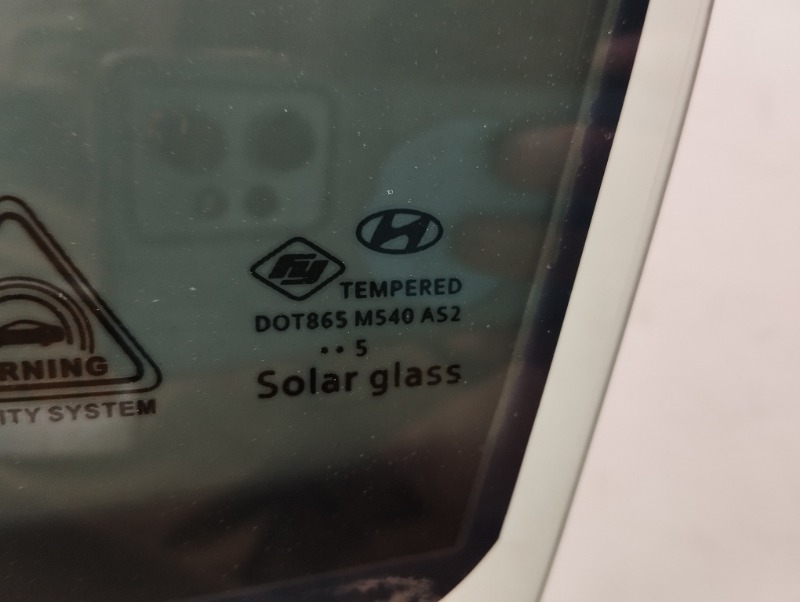 TEMPERED
DOT865 M540 AS2
•• 5
Solar glass
RNING
ITY SYSTEM